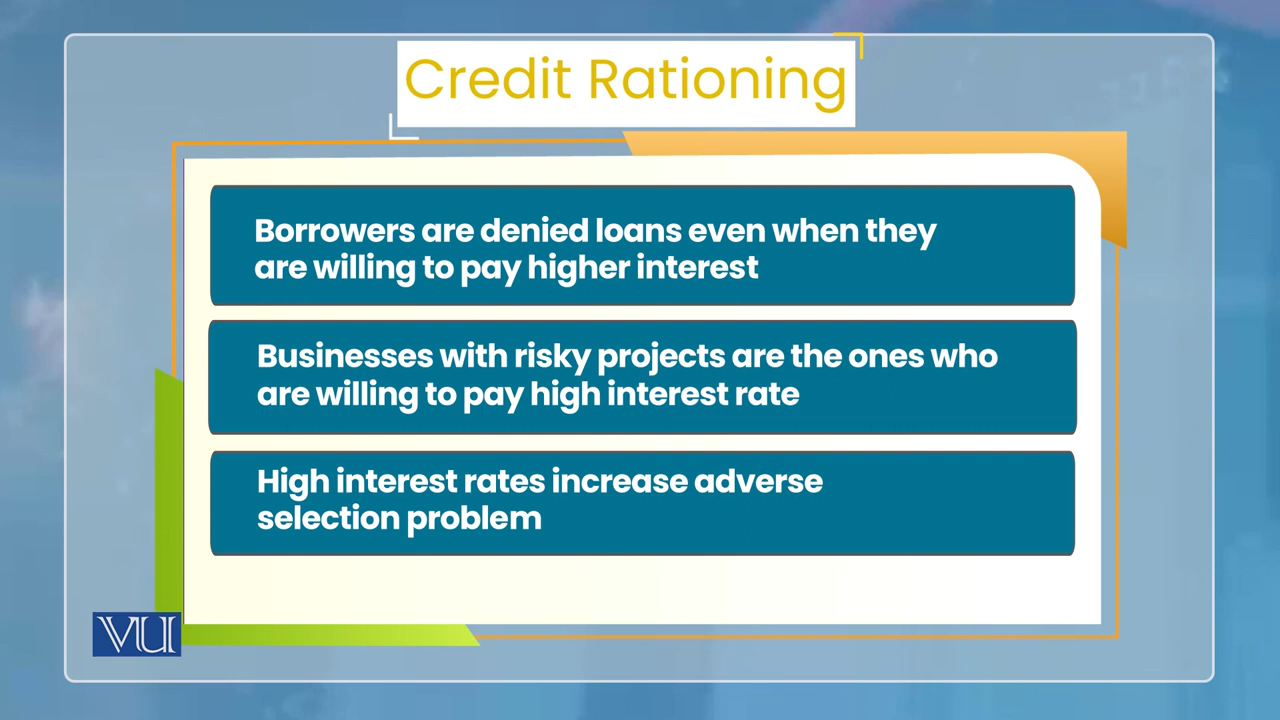 Credit Rationing
Borrowers are denied loans even when they
are willing to pay higher interest
Businesses with risky projects are the ones who
are willing to pay high interest rate
High interest rates increase adverse
selection problem
VU